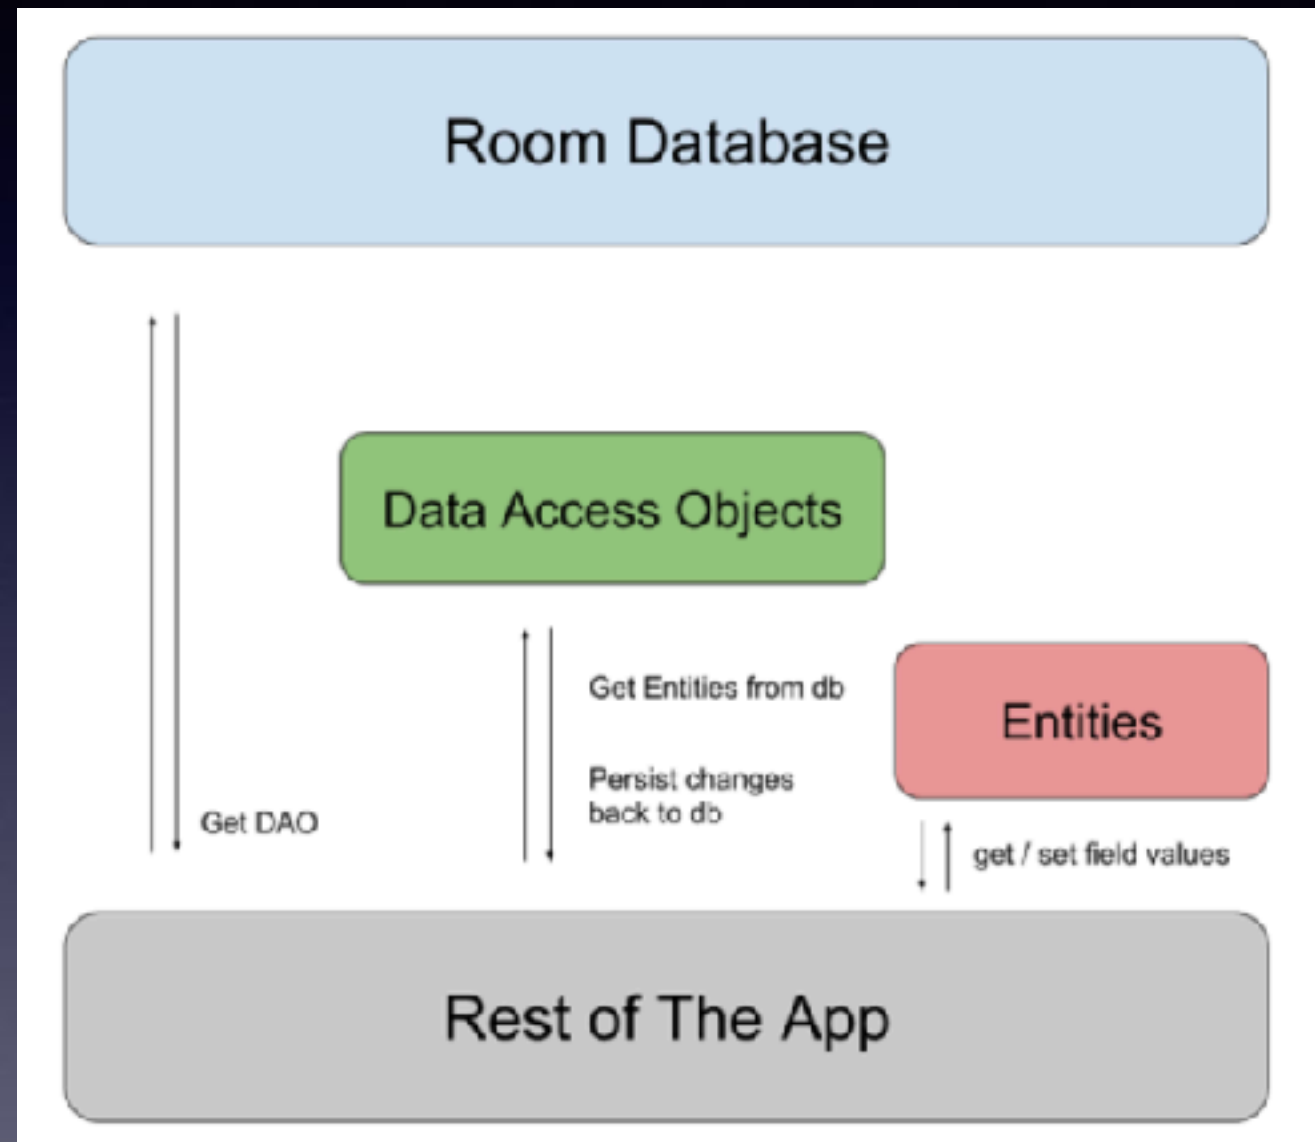 Room Database
Data Access Objects
Get Entities from db
Entities
Persist changes
back to db
Get DAO
get / set field values
Rest of The App